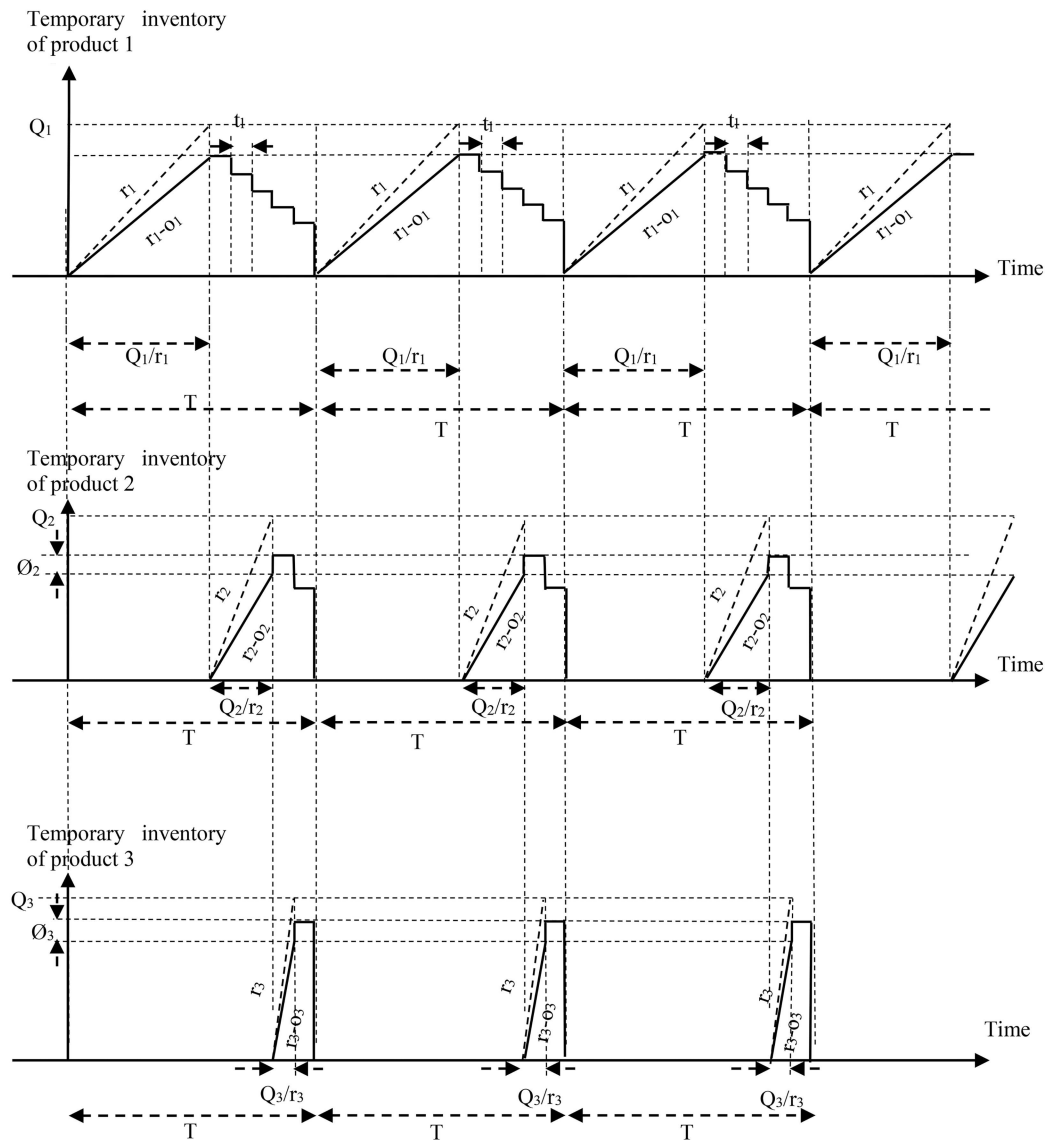 Temporary inventory
of product 1
Q₁
t₁ t₁ t₁
r₁ r₁ r₁ r₁
r₁-o₁ r₁-o₁ r₁-o₁ r₁-o₁
Time
Q₁/r₁ Q₁/r₁ Q₁/r₁ Q₁/r₁
T T T T
Temporary inventory
of product 2
Q₂
Ø₂
r₂ r₂ r₂
r₂-o₂ r₂-o₂ r₂-o₂
Time
Q₂/r₂ Q₂/r₂ Q₂/r₂
T T T
Temporary inventory
of product 3
Q₃
Ø₃
r₃ r₃ r₃
r₃-o₃ r₃-o₃ r₃-o₃
Time
Q₃/r₃ Q₃/r₃ Q₃/r₃
T T T